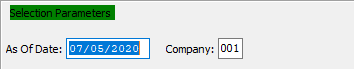 Selection Parameters
As Of Date: 07/05/2020 Company: 001